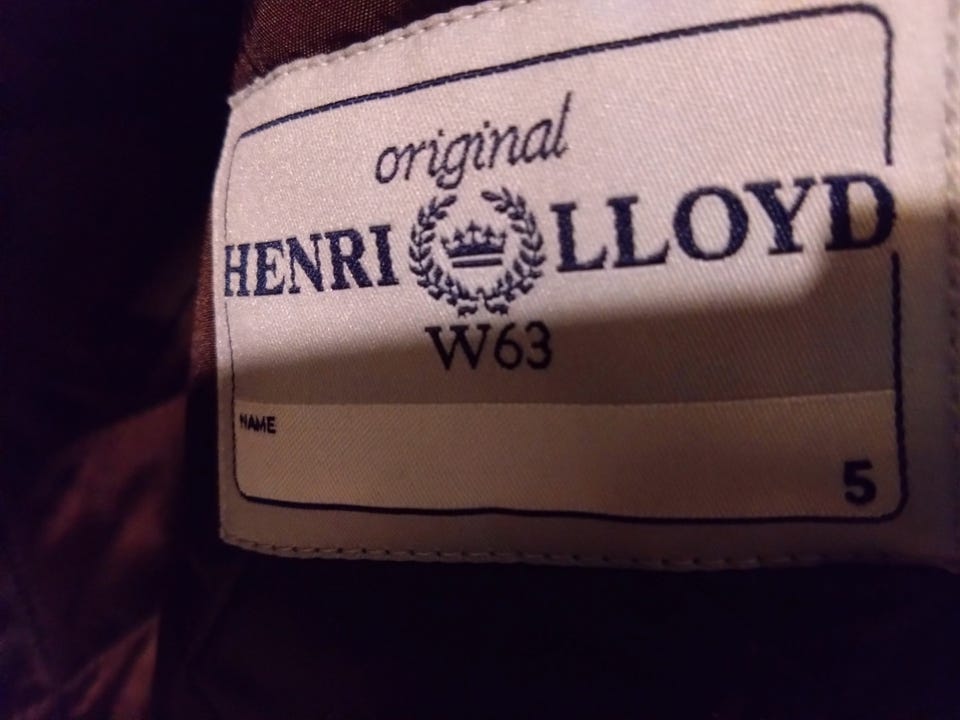 original
HENRI LLOYD
W63
NAME
5